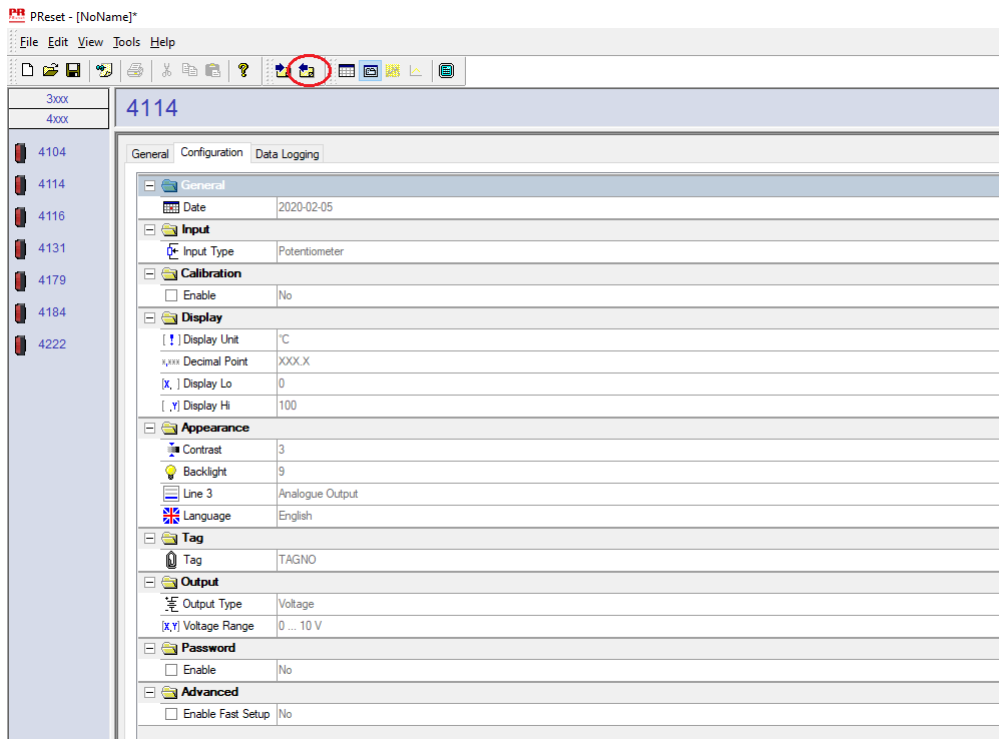 PR PReset - [NoName]*
File Edit View Tools Help
3xxx
4xxx
4114
4104
4114
4116
4131
4179
4184
4222
General Configuration Data Logging
General
Date 2020-02-05
Input
Input Type Potentiometer
Calibration
Enable No
Display
[ ! ] Display Unit °C
x,xxx Decimal Point XXX.X
[X, ] Display Lo 0
[ ,Y] Display Hi 100
Appearance
Contrast 3
Backlight 9
Line 3 Analogue Output
Language English
Tag
Tag TAGNO
Output
Output Type Voltage
[X,Y] Voltage Range 0 ... 10 V
Password
Enable No
Advanced
Enable Fast Setup No